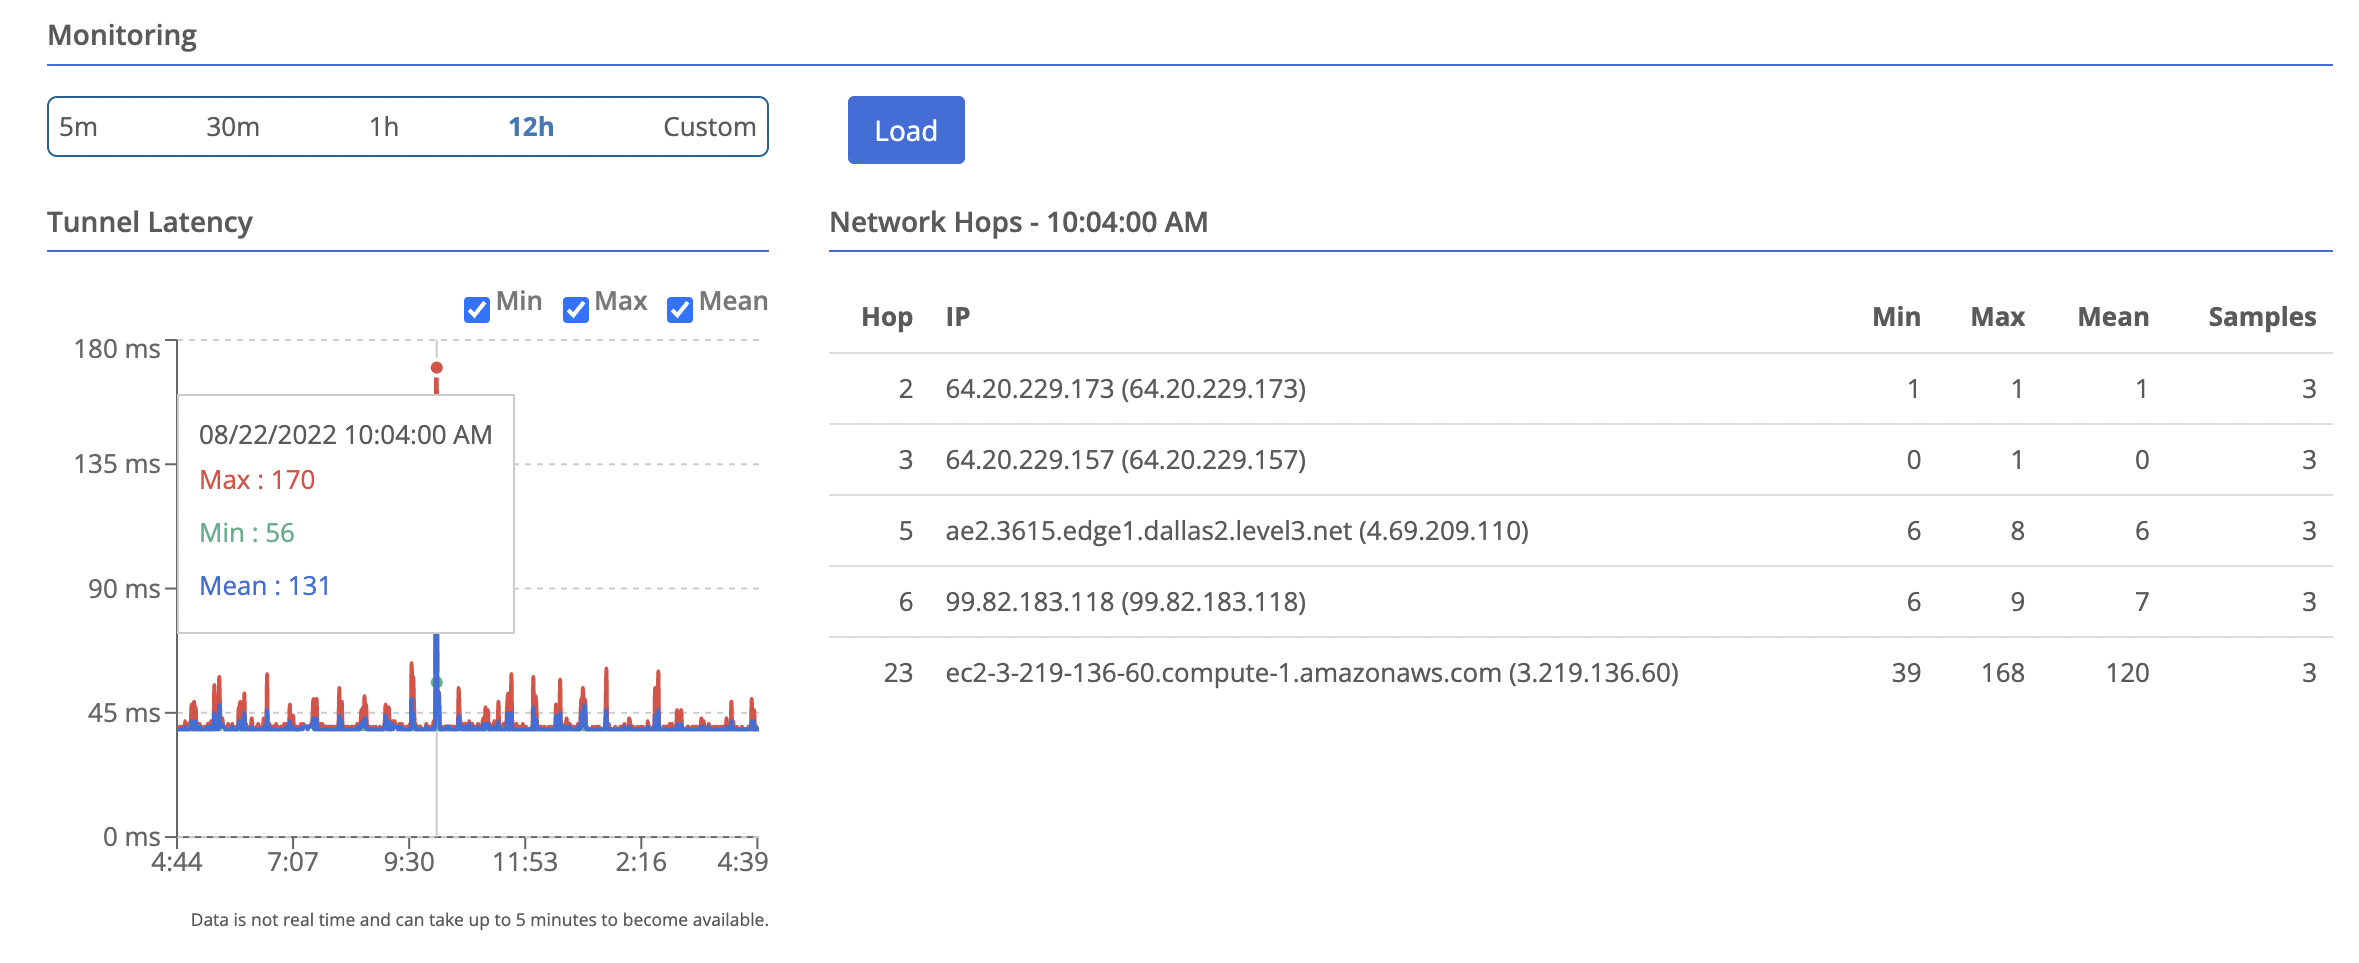 Monitoring
5m 30m 1h 12h Custom
Load
Tunnel Latency
Min Max Mean
180 ms
135 ms
90 ms
45 ms
0 ms
08/22/2022 10:04:00 AM
Max : 170
Min : 56
Mean : 131
4:44 7:07 9:30 11:53 2:16 4:39
Data is not real time and can take up to 5 minutes to become available.
Network Hops - 10:04:00 AM
Hop IP Min Max Mean Samples
2 64.20.229.173 (64.20.229.173) 1 1 1 3
3 64.20.229.157 (64.20.229.157) 0 1 0 3
5 ae2.3615.edge1.dallas2.level3.net (4.69.209.110) 6 8 6 3
6 99.82.183.118 (99.82.183.118) 6 9 7 3
23 ec2-3-219-136-60.compute-1.amazonaws.com (3.219.136.60) 39 168 120 3